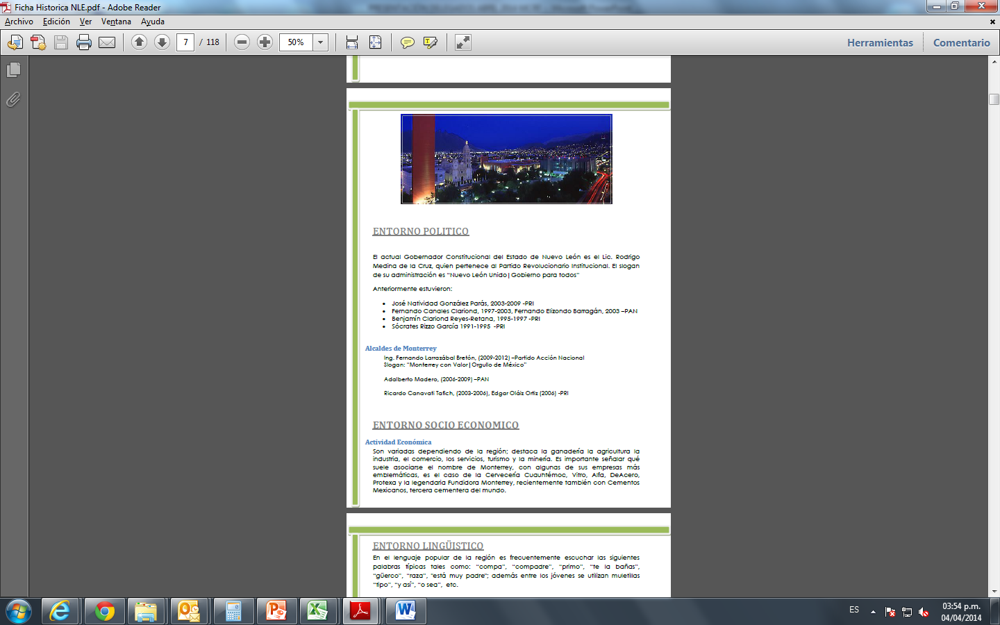 Ficha Historica NLE.pdf - Adobe Reader
Archivo Edición Ver Ventana Ayuda
7 / 118 50% Herramientas Comentario
ENTORNO POLITICO
El actual Gobernador Constitucional del Estado de Nuevo León es el Lic. Rodrigo
Medina de la Cruz, quien pertenece al Partido Revolucionario Institucional. El slogan
de su administración es “Nuevo León Unido|Gobierno para todos”
Anteriormente estuvieron:
• José Natividad González Parás, 2003-2009 -PRI
• Fernando Canales Clariond, 1997-2003, Fernando Elizondo Barragán, 2003 –PAN
• Benjamín Clariond Reyes-Retana, 1995-1997 -PRI
• Sócrates Rizzo García 1991-1995 -PRI
Alcaldes de Monterrey
Ing. Fernando Larrazábal Bretón, (2009-2012) –Partido Acción Nacional
Slogan: “Monterrey con Valor|Orgullo de México”
Adalberto Madero, (2006-2009) –PAN
Ricardo Canavati Tafich, (2003-2006), Edgar Oláiz Ortiz (2006) -PRI
ENTORNO SOCIO ECONOMICO
Actividad Económica
Son variadas dependiendo de la región; destaca la ganadería la agricultura la
industria, el comercio, los servicios, turismo y la minería. Es importante señalar qué
suele asociarse el nombre de Monterrey, con algunas de sus empresas más
emblemáticas, es el caso de la Cervecería Cuauhtémoc, Vitro, Alfa, DeAcero,
Protexa y la legendaria Fundidora Monterrey, recientemente también con Cementos
Mexicanos, tercera cementera del mundo.
ENTORNO LINGÜISTICO
En el lenguaje popular de la región es frecuentemente escuchar las siguientes
palabras típicas tales como: “compa”, “compadre”, “primo”, “te la bañas”,
“güerco”, “raza”, “está muy padre”; además entre los jóvenes se utilizan muletillas
“tipo”, “y así”, “o sea”, etc.
ES
03:54 p.m.
04/04/2014